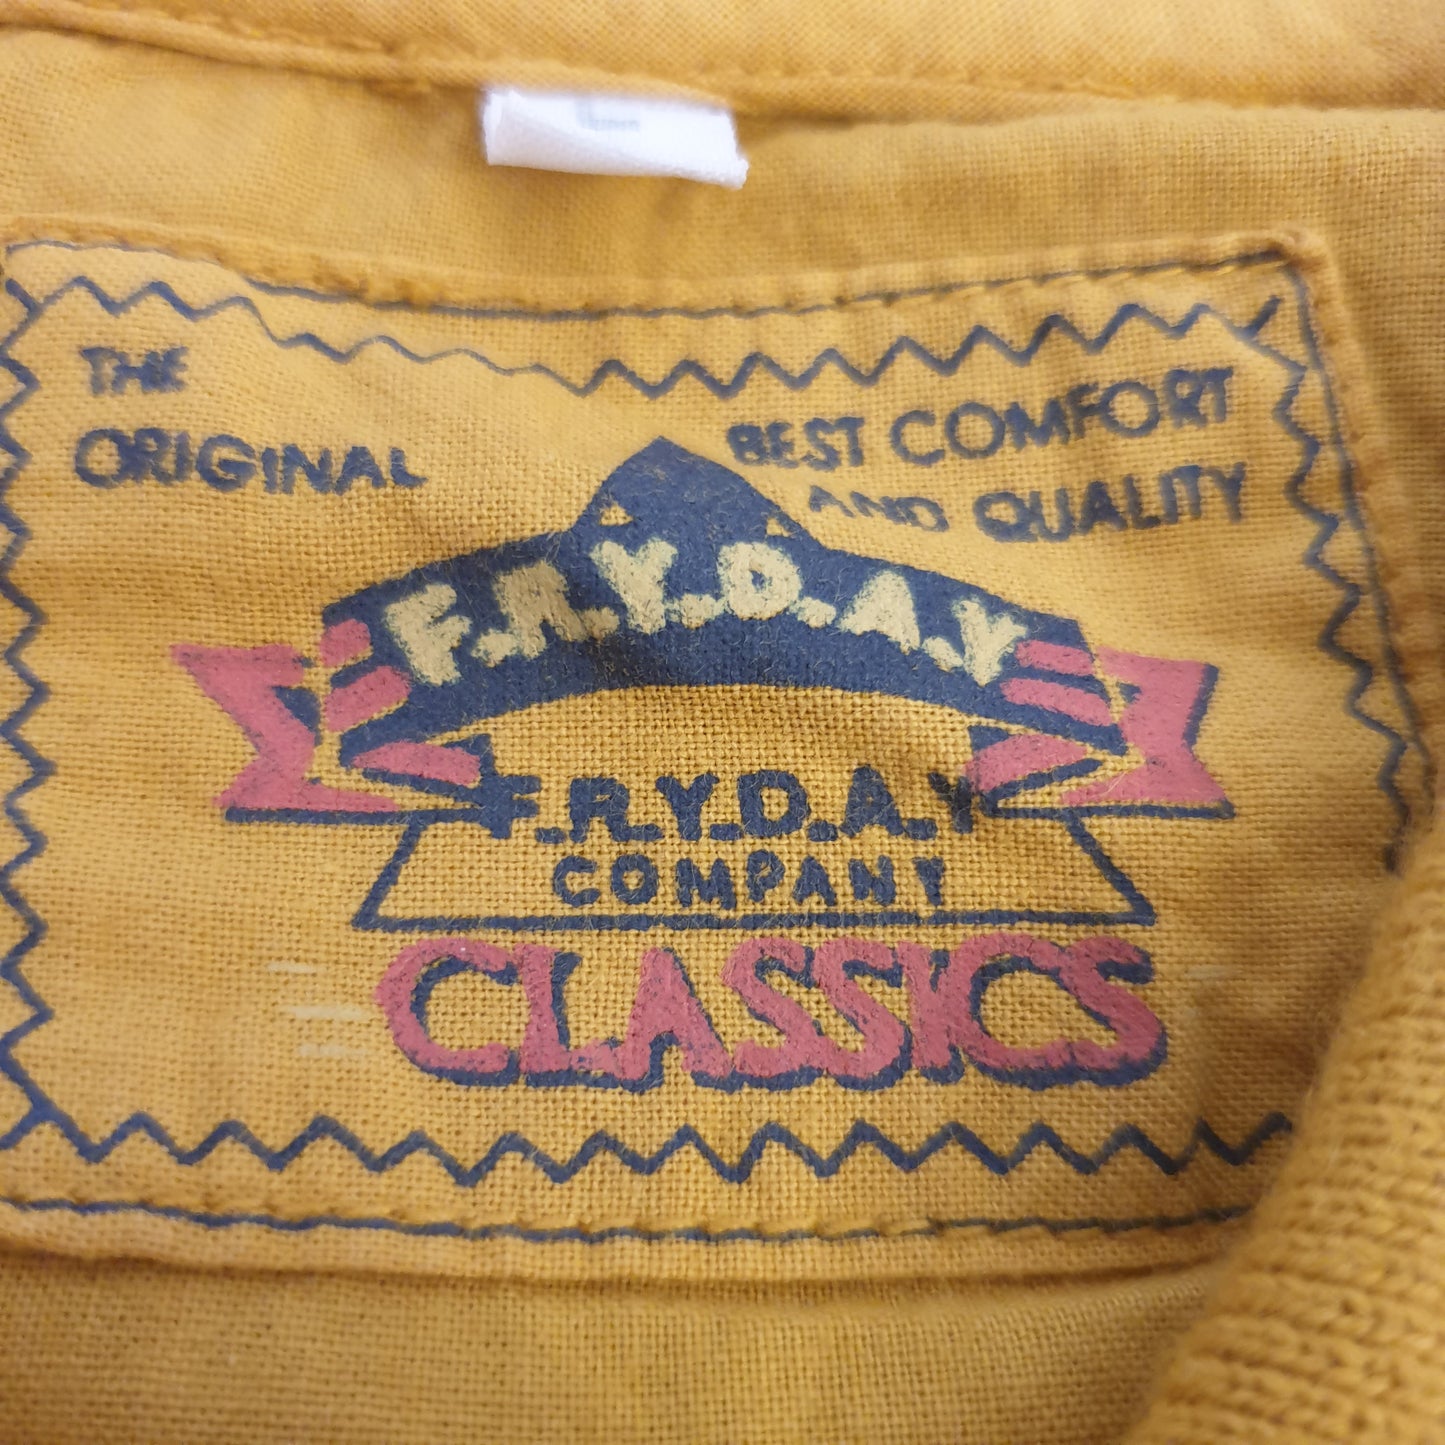 THE
ORIGINAL
BEST COMFORT
AND QUALITY
F.R.Y.D.A.Y
F.R.Y.D.A.Y
COMPANY
CLASSICS